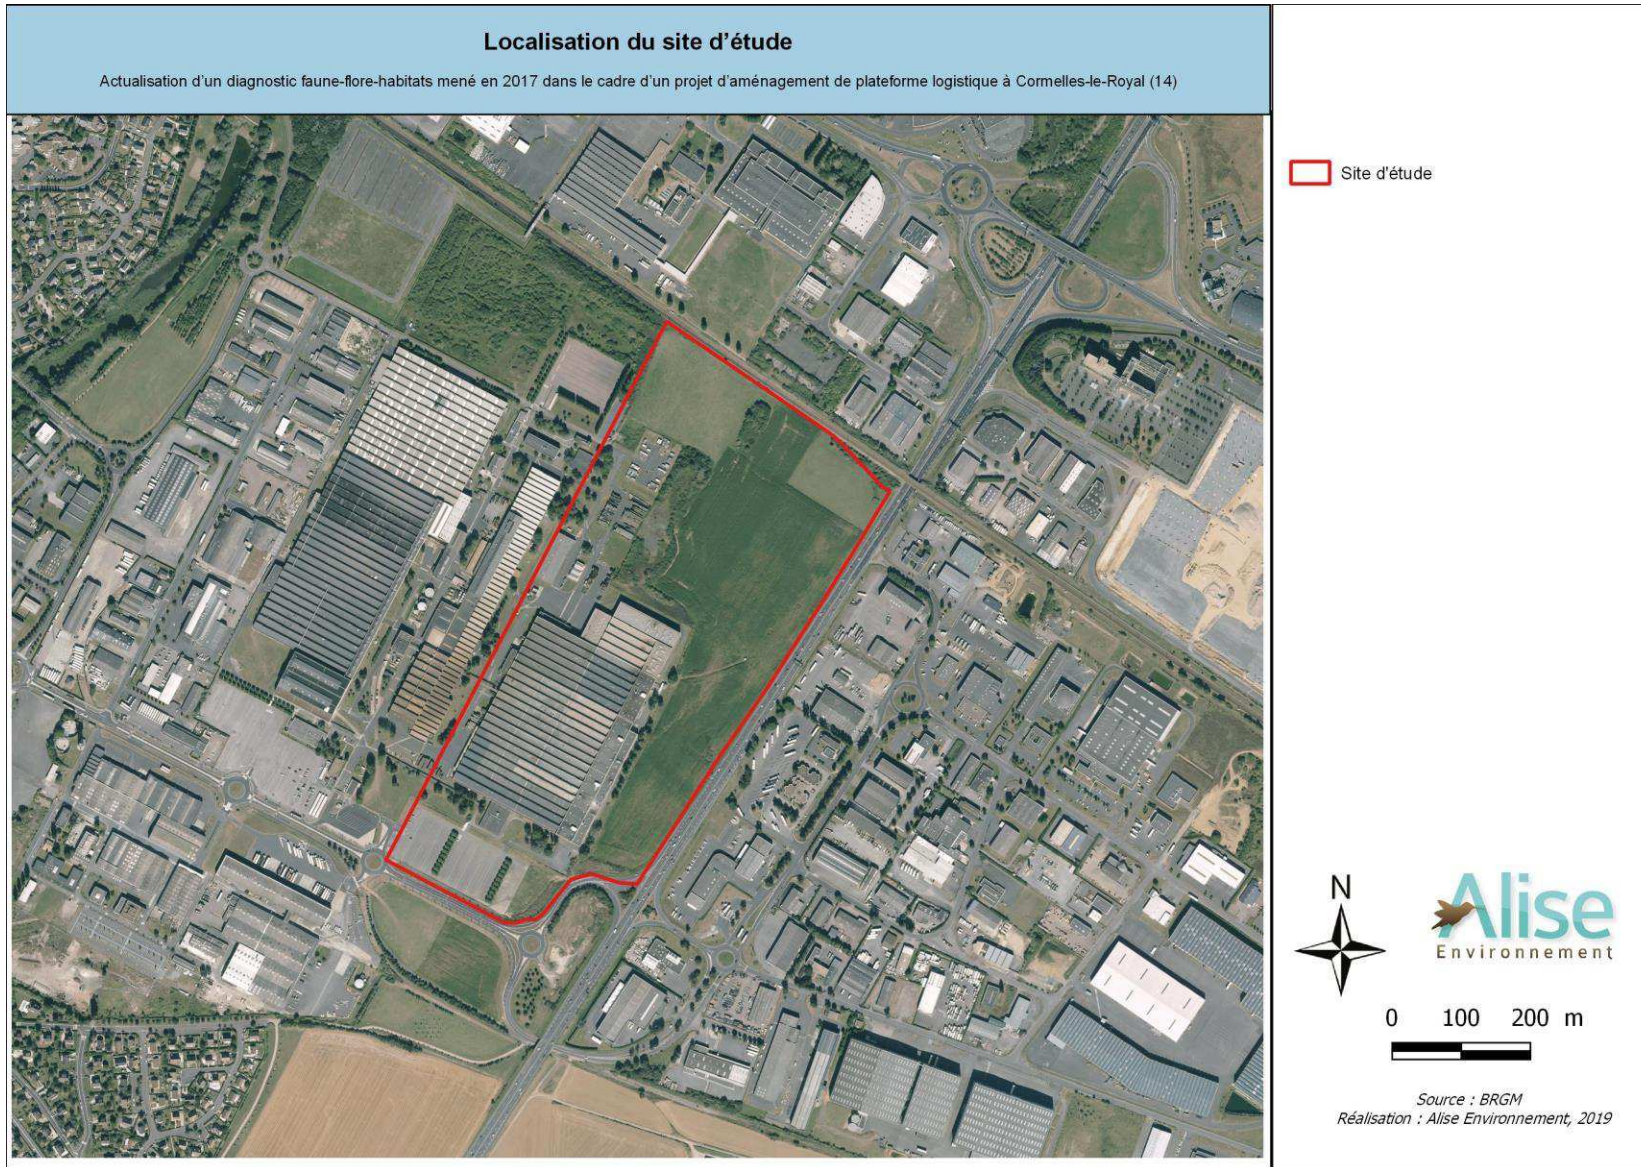 Localisation du site d'étude
Actualisation d'un diagnostic faune-flore-habitats mené en 2017 dans le cadre d'un projet d'aménagement de plateforme logistique à Cormelles-le-Royal (14)
Site d'étude
N
Alise
Environnement
0 100 200 m
Source : BRGM
Réalisation : Alise Environnement, 2019